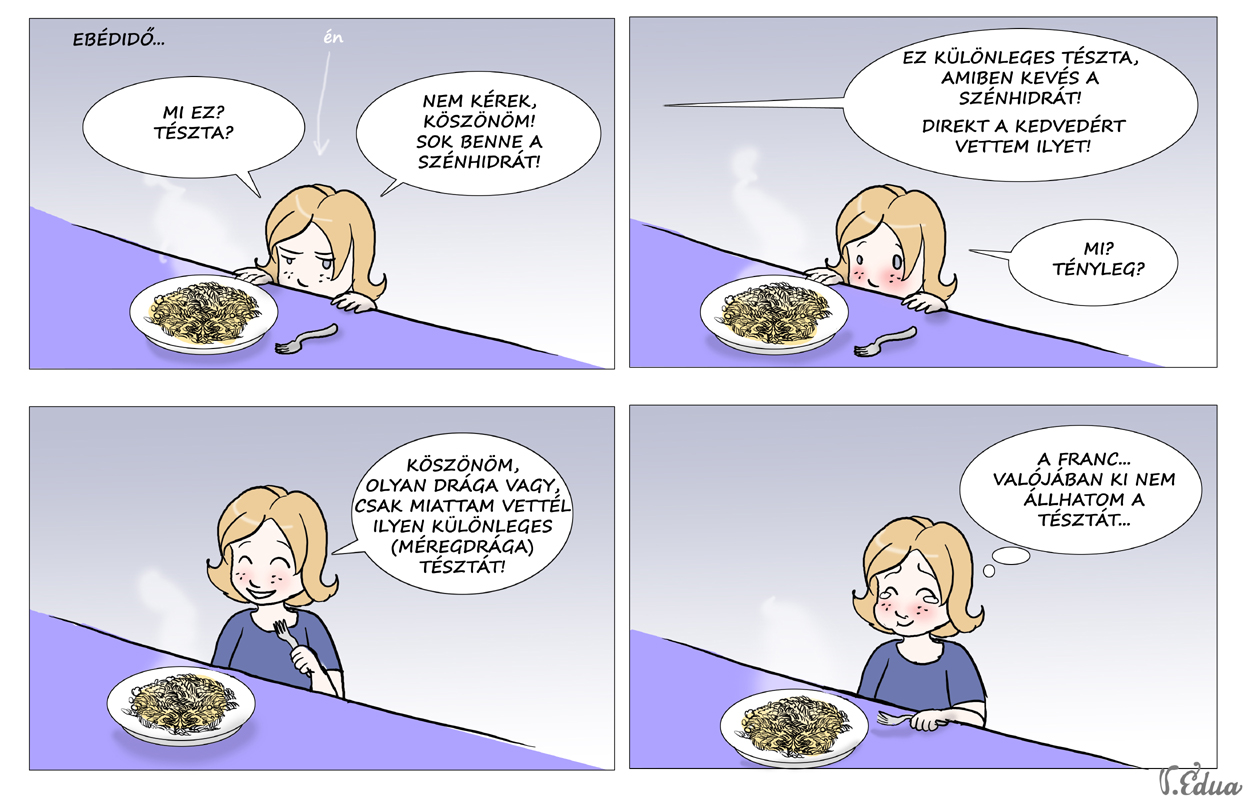 EBÉDIDŐ...
én
MI EZ?
TÉSZTA?
NEM KÉREK,
KÖSZÖNÖM!
SOK BENNE A
SZÉNHIDRÁT!
EZ KÜLÖNLEGES TÉSZTA,
AMIBEN KEVÉS A
SZÉNHIDRÁT!
DIREKT A KEDVEDÉRT
VETTEM ILYET!
MI?
TÉNYLEG?
KÖSZÖNÖM,
OLYAN DRÁGA VAGY,
CSAK MIATTAM VETTÉL
ILYEN KÜLÖNLEGES
(MÉREGDRÁGA)
TÉSZTÁT!
A FRANC...
VALÓJÁBAN KI NEM
ÁLLHATOM A
TÉSZTÁT...
V.Edua